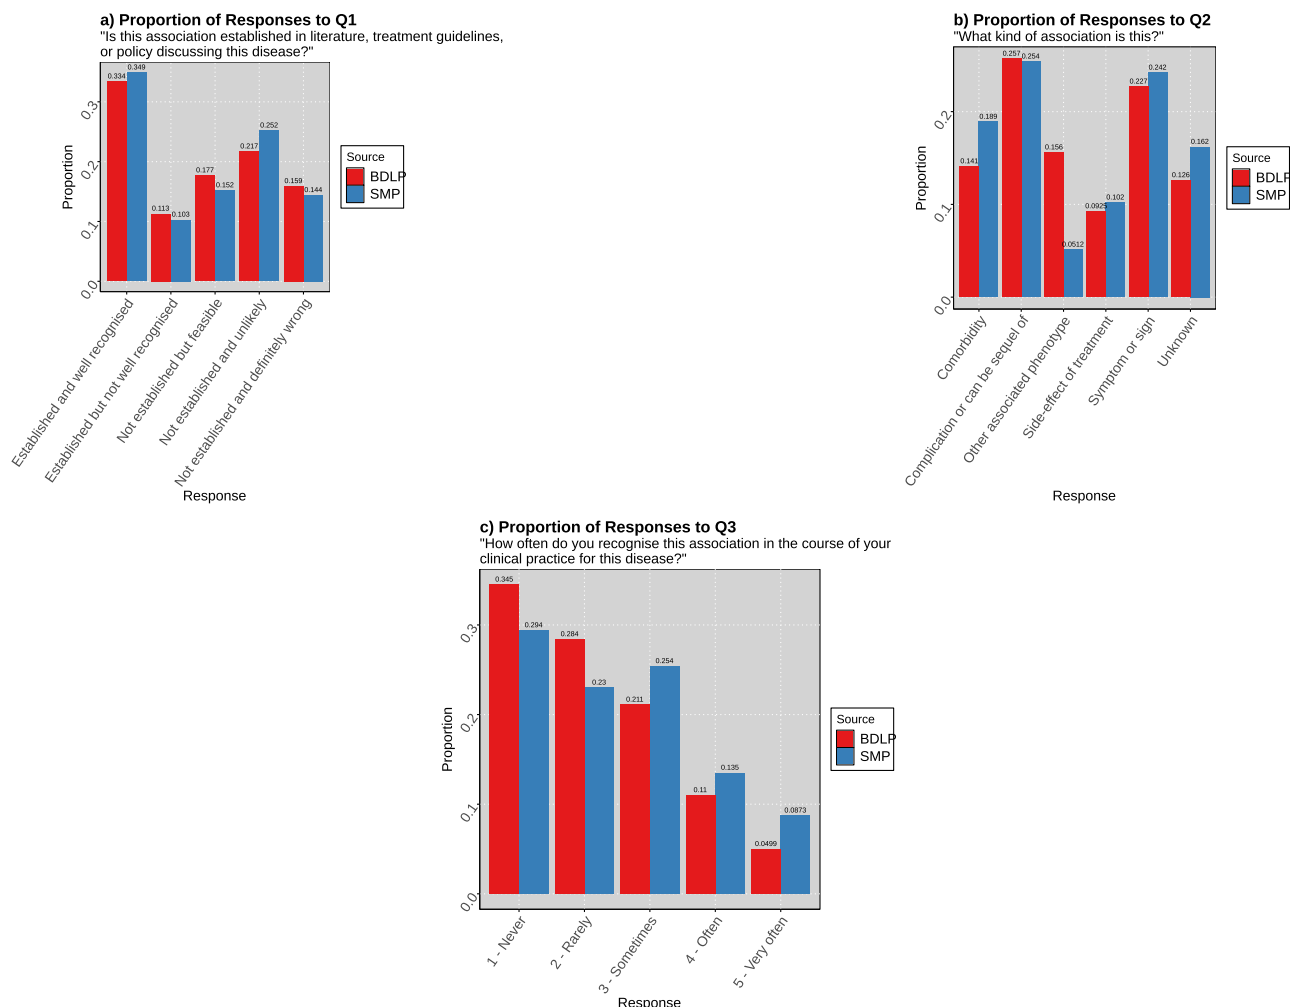 a) Proportion of Responses to Q1
"Is this association established in literature, treatment guidelines,
or policy discussing this disease?"
Proportion
0.3
0.2
0.1
0.0
0.334
0.349
0.113
0.103
0.177
0.152
0.217
0.252
0.159
0.144
Established and well recognised
Established but not well recognised
Not established but feasible
Not established and unlikely
Not established and definitely wrong
Response
Source
BDLP
SMP
b) Proportion of Responses to Q2
"What kind of association is this?"
Proportion
0.2
0.1
0.0
0.141
0.189
0.257
0.254
0.156
0.0512
0.0925
0.102
0.227
0.242
0.126
0.162
Comorbidity
Complication or can be sequel of
Other associated phenotype
Side-effect of treatment
Symptom or sign
Unknown
Response
Source
BDLP
SMP
c) Proportion of Responses to Q3
"How often do you recognise this association in the course of your
clinical practice for this disease?"
Proportion
0.3
0.2
0.1
0.0
0.345
0.294
0.284
0.23
0.211
0.254
0.11
0.135
0.0499
0.0873
1 - Never
2 - Rarely
3 - Sometimes
4 - Often
5 - Very often
Response
Source
BDLP
SMP